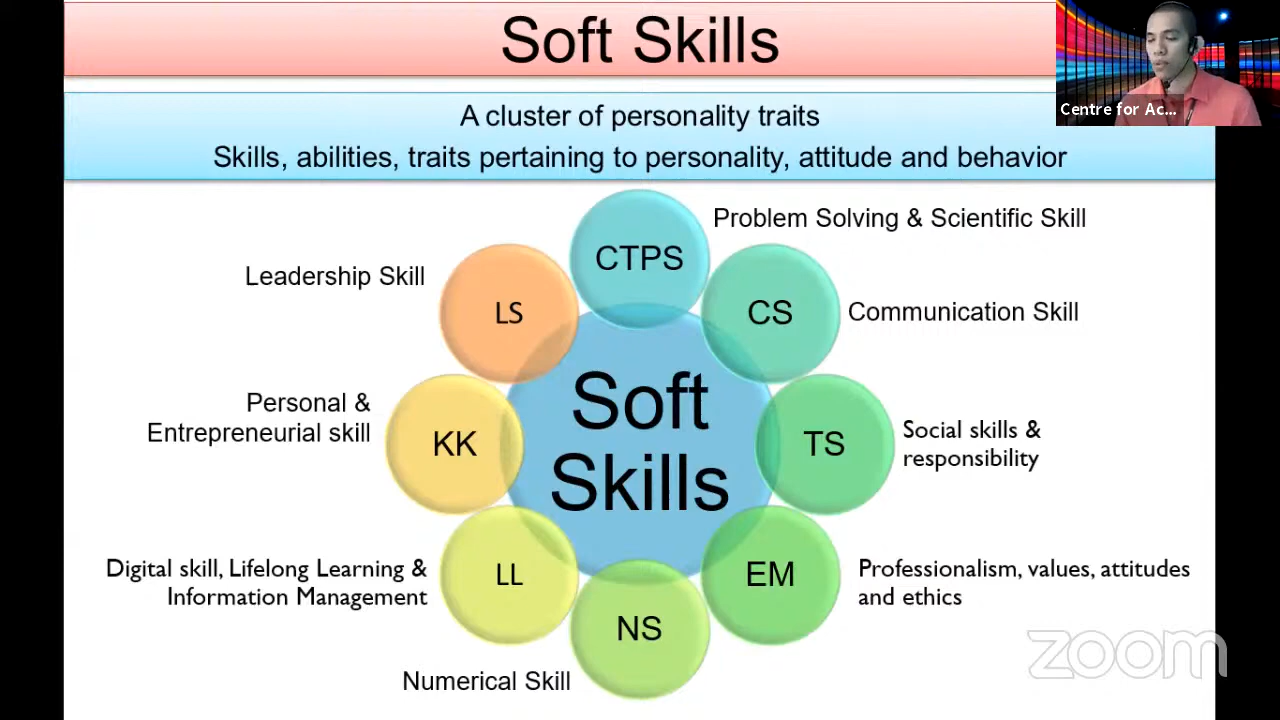 Soft Skills
Centre for Ac...
A cluster of personality traits
Skills, abilities, traits pertaining to personality, attitude and behavior
CTPS
Problem Solving & Scientific Skill
CS
Communication Skill
TS
Social skills &
responsibility
EM
Professionalism, values, attitudes
and ethics
NS
Numerical Skill
LL
Digital skill, Lifelong Learning &
Information Management
KK
Personal &
Entrepreneurial skill
LS
Leadership Skill
Soft
Skills
zoom